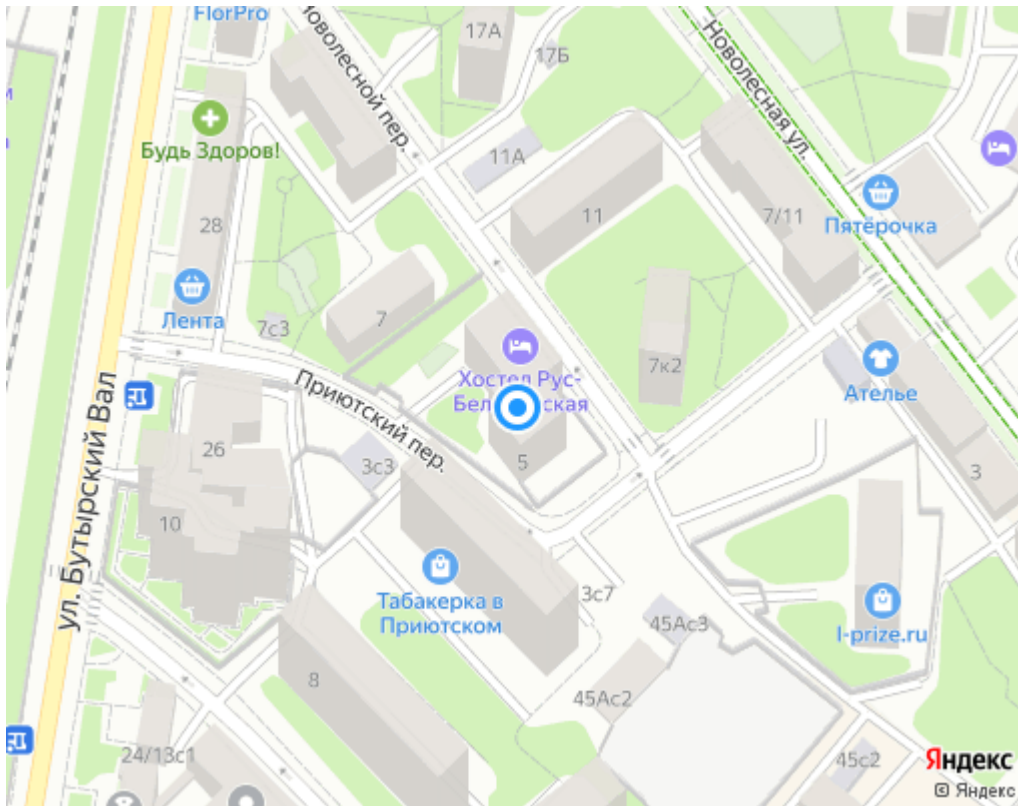 FlorPro
Новолесной пер.
17А
17Б
Новолесная ул.
Будь Здоров!
11А
11
7/11
Пятёрочка
28
Лента
7с3
7
7к2
Хостел Рус-
Бел ская
Ателье
Приютский пер.
ул. Бутырский Вал
26
3с3
5
3
10
Табакерка в
Приютском
3с7
45Ас3
I-prize.ru
8
45Ас2
24/13с1
45с2
Яндекс
© Яндекс